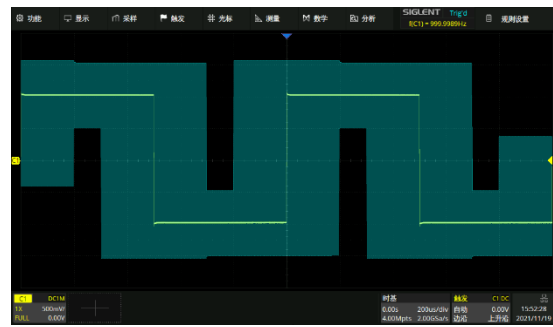 功能 显示 采样 触发 光标 测量 数学 分析 SIGLENT Trig'd 规则设置
f(C1) = 999.9989Hz
C1
C1 DC1M
1X 500mV/
FULL 0.00V
时基
0.00s 200us/div
4.00Mpts 2.00GSa/s
触发 C1 DC
自动 0.00V
边沿 上升沿
15:52:28
2021/11/19